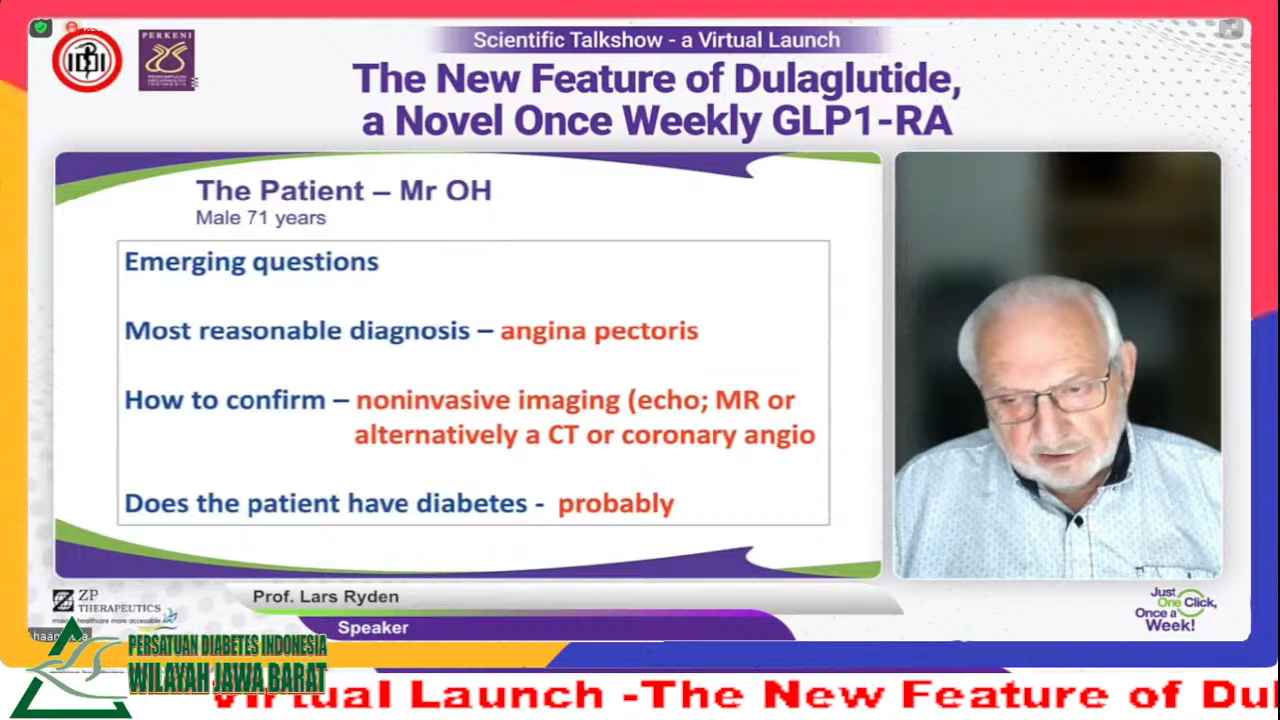 IDI
PERKENI
Scientific Talkshow - a Virtual Launch
The New Feature of Dulaglutide,
a Novel Once Weekly GLP1-RA
The Patient – Mr OH
Male 71 years
Emerging questions
Most reasonable diagnosis – angina pectoris
How to confirm – noninvasive imaging (echo; MR or
alternatively a CT or coronary angio
Does the patient have diabetes - probably
ZP
THERAPEUTICS
Prof. Lars Ryden
Speaker
Just
One Click,
Once a
Week!
PERSATUAN DIABETES INDONESIA
WILAYAH JAWA BARAT
Virtual Launch -The New Feature of Du